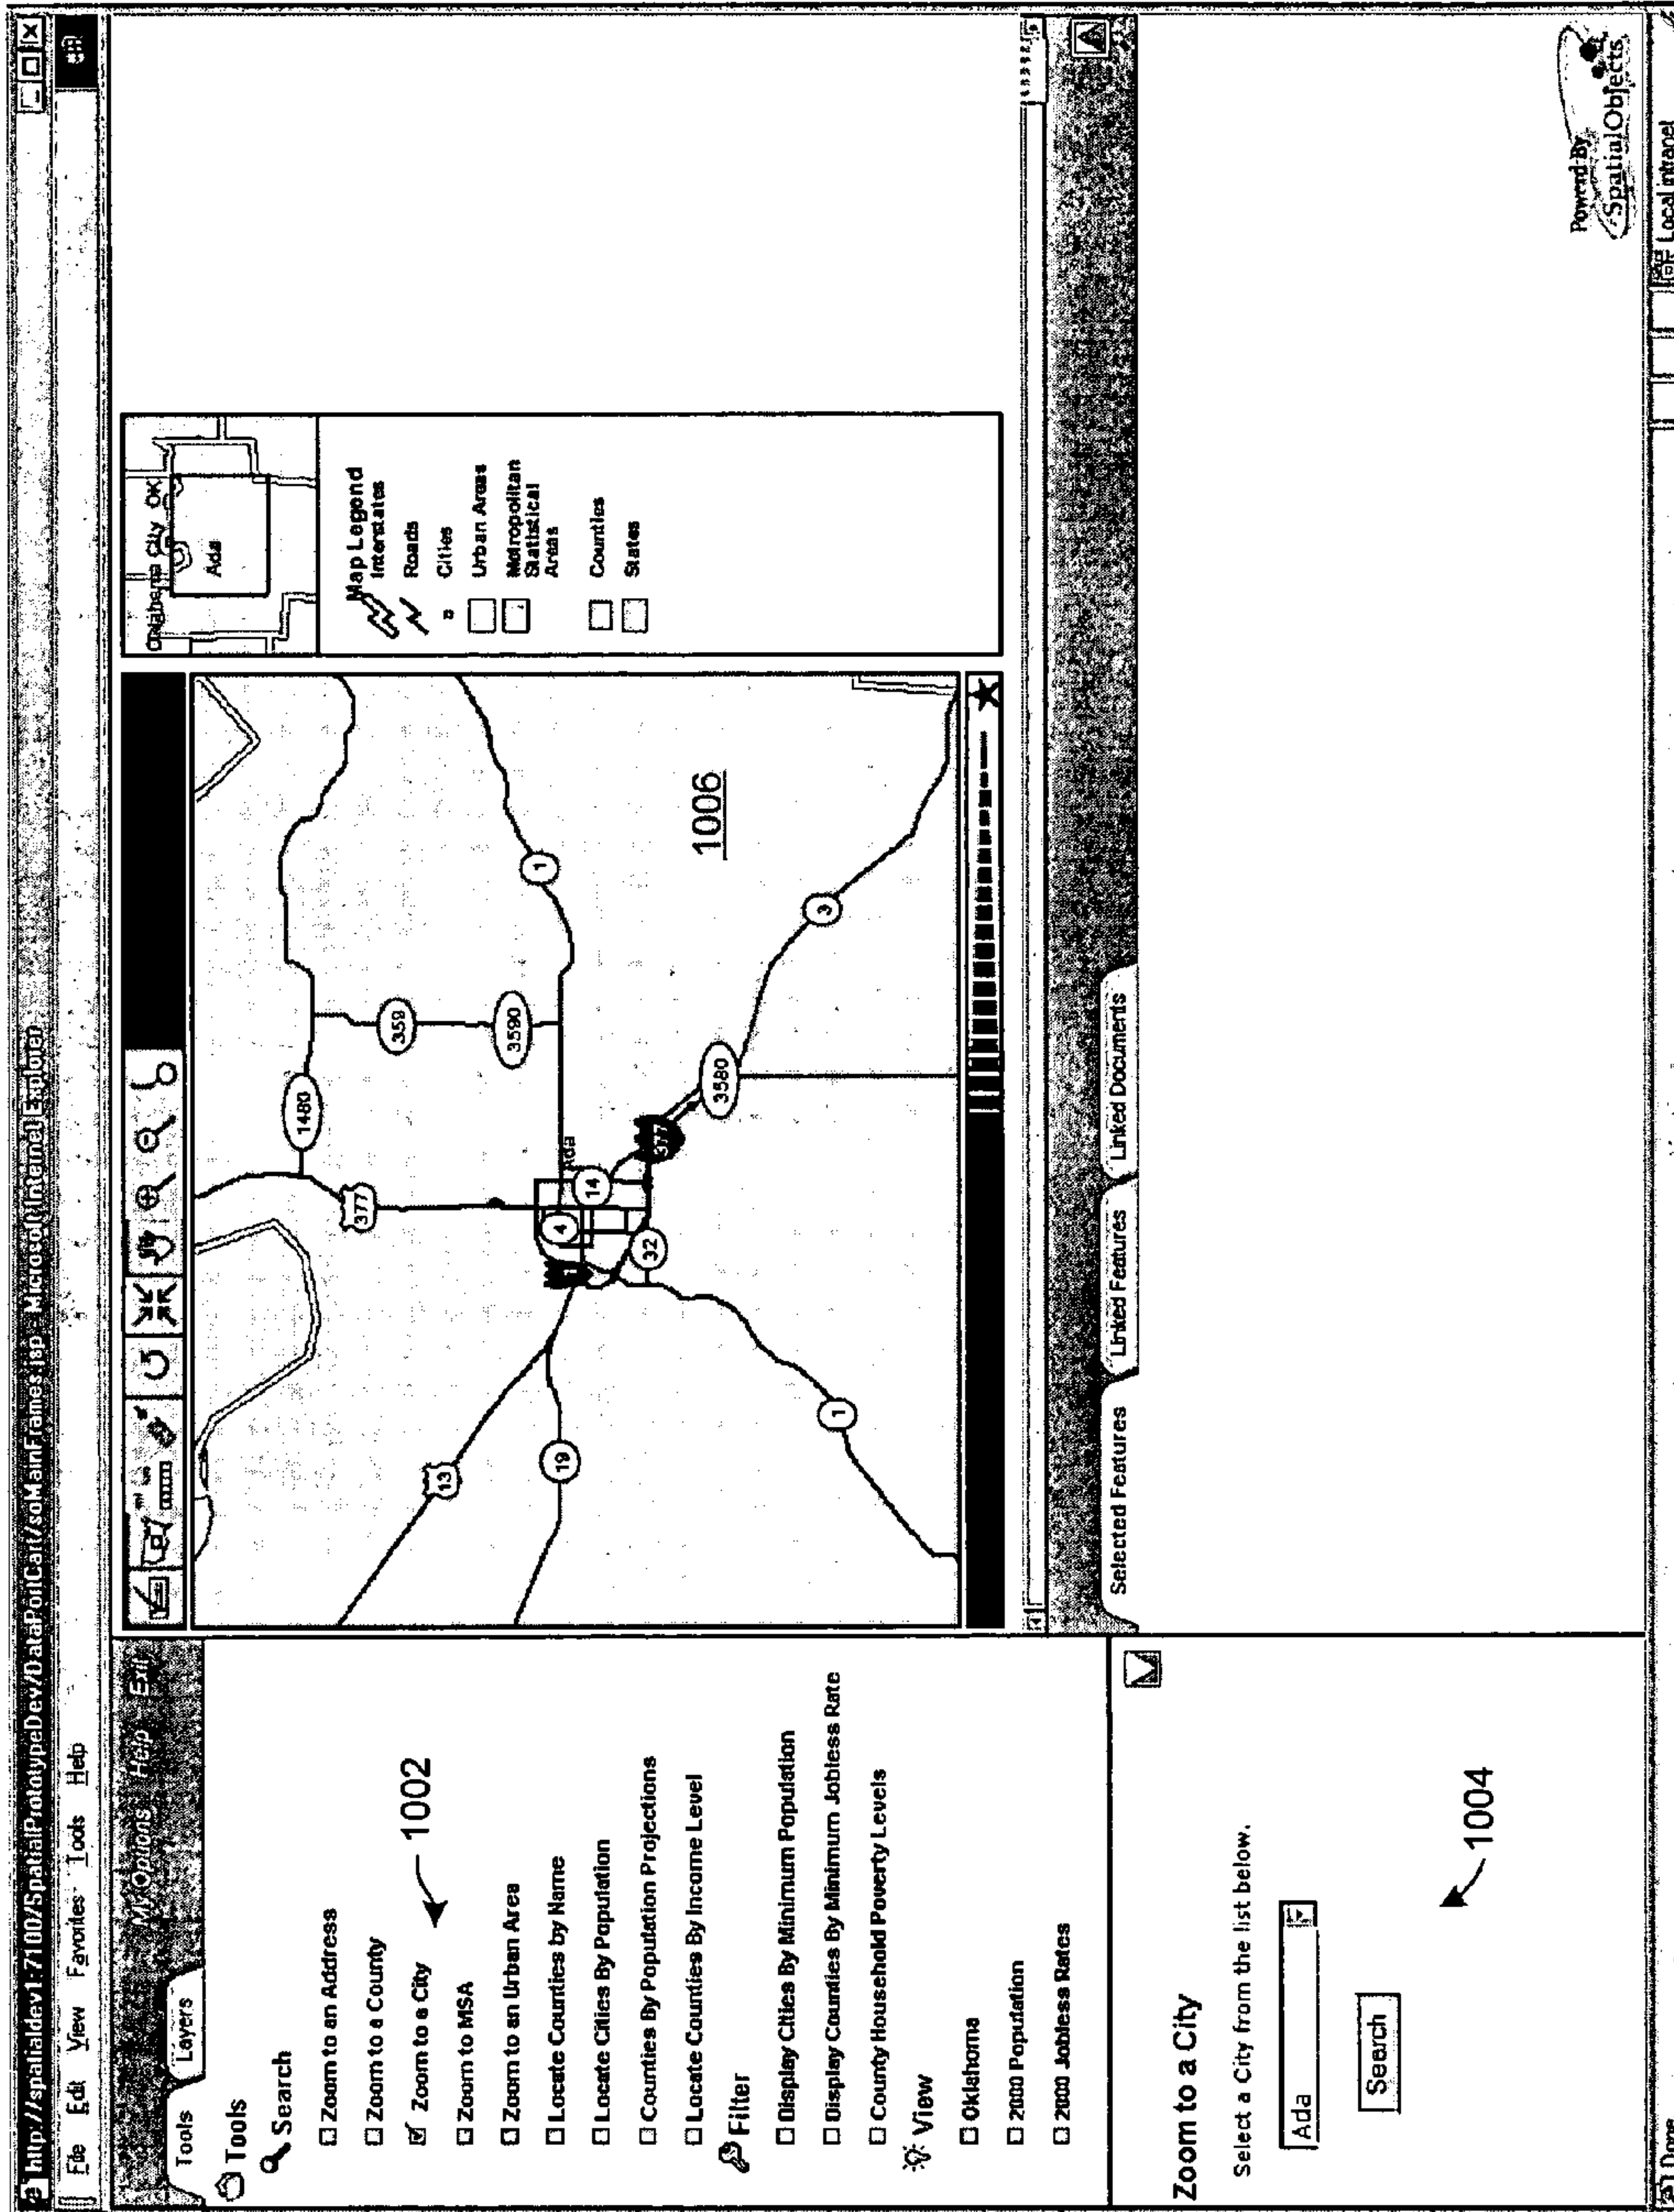 http://spatialdev1:7100/SpatialPrototypeDev/DataPortCart/soMainFrames.jsp - Microsoft Internet Explorer
File Edit View Favorites Tools Help
My Options Help Exit
Tools Layers
Tools
Search
Zoom to an Address
Zoom to a County
Zoom to a City
1002
Zoom to MSA
Zoom to an Urban Area
Locate Counties by Name
Locate Cities By Population
Counties By Population Projections
Locate Counties By Income Level
Filter
Display Cities By Minimum Population
Display Counties By Minimum Jobless Rate
County Household Poverty Levels
View
Oklahoma
2000 Population
2000 Jobless Rates
Zoom to a City
Select a City from the list below.
Ada
Search
1004
1480
377
359
13
3590
1
19
4
14
Ada
32
377
3580
1006
3
1
Oklahoma City OK
Ada
Map Legend
Interstates
Roads
Cities
Urban Areas
Metropolitan
Statistical
Areas
Counties
States
Selected Features Linked Features Linked Documents
Powered By
SpatialObjects
Done
Local intranet